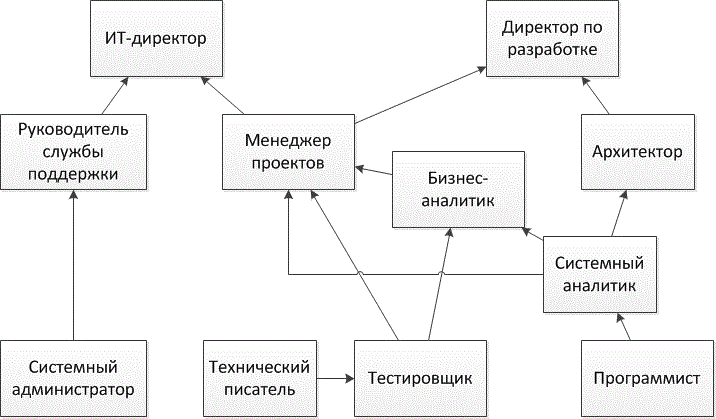 ИТ-директор
Директор по
разработке
Руководитель
службы
поддержки
Менеджер
проектов
Бизнес-
аналитик
Архитектор
Системный
аналитик
Системный
администратор
Технический
писатель
Тестировщик
Программист